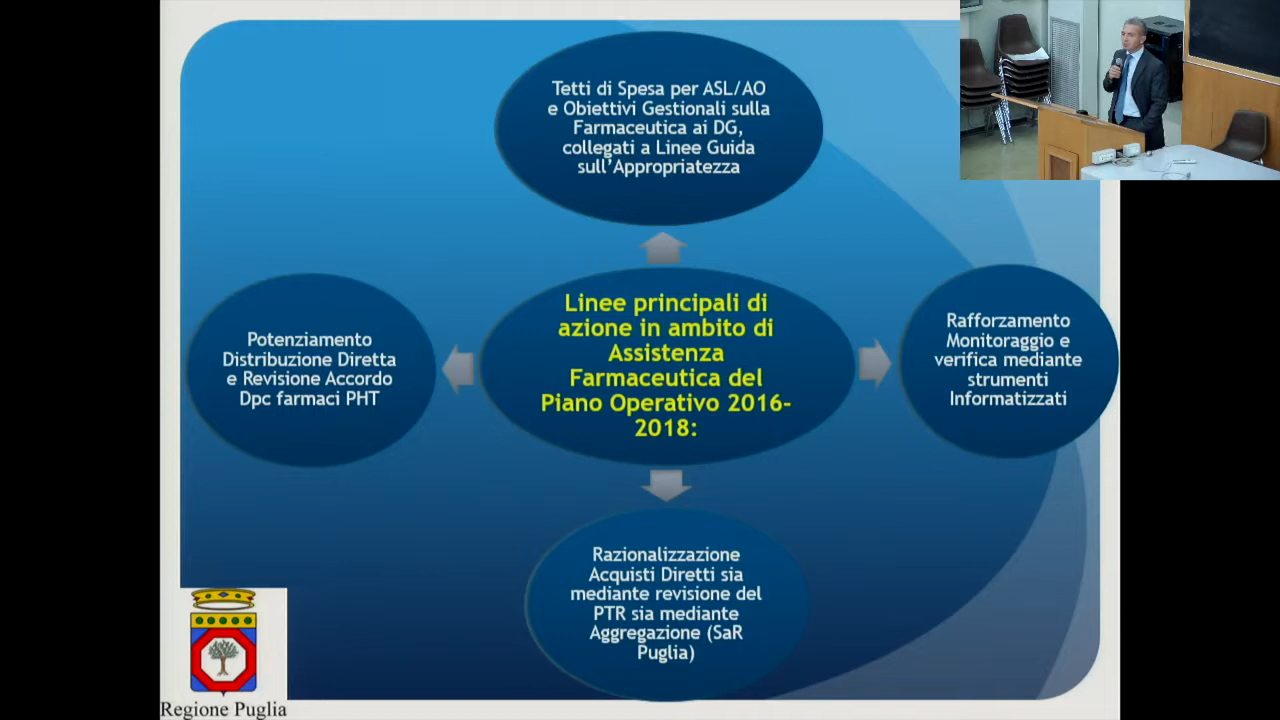 Tetti di Spesa per ASL/AO
e Obiettivi Gestionali sulla
Farmaceutica ai DG,
collegati a Linee Guida
sull'Appropriatezza
Potenziamento
Distribuzione Diretta
e Revisione Accordo
Dpc farmaci PHT
Linee principali di
azione in ambito di
Assistenza
Farmaceutica del
Piano Operativo 2016-
2018:
Rafforzamento
Monitoraggio e
verifica mediante
strumenti
Informatizzati
Razionalizzazione
Acquisti Diretti sia
mediante revisione del
PTR sia mediante
Aggregazione (SaR
Puglia)
Regione Puglia